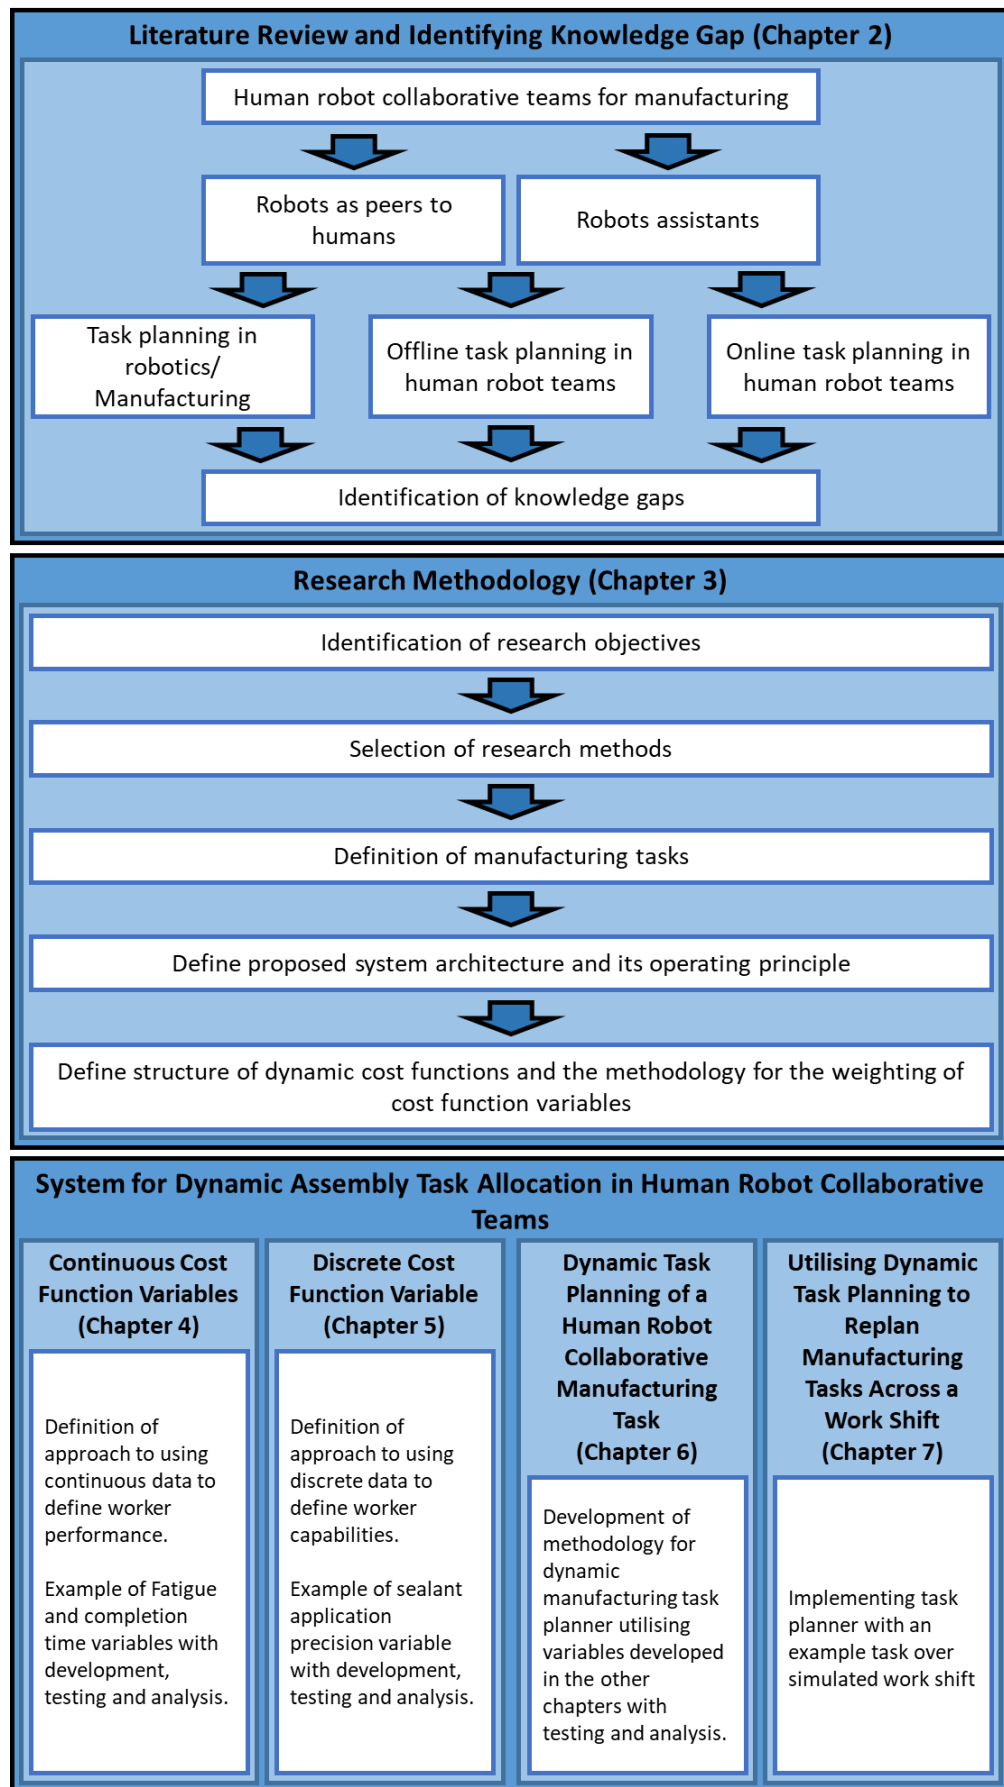 Literature Review and Identifying Knowledge Gap (Chapter 2)
Human robot collaborative teams for manufacturing
Robots as peers to
humans
Robots assistants
Task planning in
robotics/
Manufacturing
Offline task planning in
human robot teams
Online task planning in
human robot teams
Identification of knowledge gaps
Research Methodology (Chapter 3)
Identification of research objectives
Selection of research methods
Definition of manufacturing tasks
Define proposed system architecture and its operating principle
Define structure of dynamic cost functions and the methodology for the weighting of
cost function variables
System for Dynamic Assembly Task Allocation in Human Robot Collaborative
Teams
Continuous Cost
Function Variables
(Chapter 4)
Definition of
approach to using
continuous data to
define worker
performance.
Example of Fatigue
and completion
time variables with
development,
testing and analysis.
Discrete Cost
Function Variable
(Chapter 5)
Definition of
approach to using
discrete data to
define worker
capabilities.
Example of sealant
application
precision variable
with development,
testing and analysis.
Dynamic Task
Planning of a
Human Robot
Collaborative
Manufacturing
Task
(Chapter 6)
Development of
methodology for
dynamic
manufacturing task
planner utilising
variables developed
in the other
chapters with
testing and analysis.
Utilising Dynamic
Task Planning to
Replan
Manufacturing
Tasks Across a
Work Shift
(Chapter 7)
Implementing task
planner with an
example task over
simulated work shift